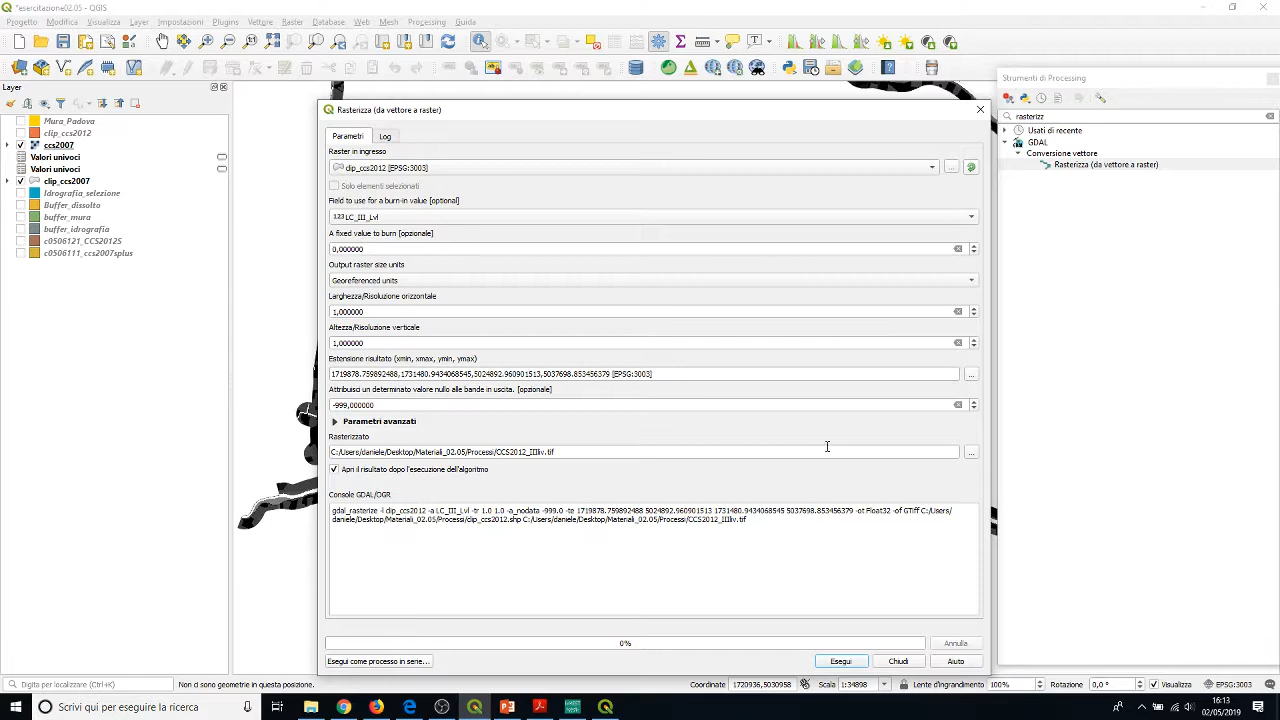 *esercitazione02.05 - QGIS
Progetto Modifica Visualizza Layer Impostazioni Plugins Vettore Raster Database Web Mesh Processing Guida
Layer
Mura_Padova
clip_ccs2012
ccs2007
Valori univoci
Valori univoci
clip_ccs2007
Idrografia_selezione
Buffer_dissolto
buffer_mura
buffer_idrografia
c0506121_CCS2012S
c0506111_ccs2007splus
Rasterizza (da vettore a raster)
Parametri Log
Raster in ingresso
clip_ccs2012 [EPSG:3003]
Solo elementi selezionati
Field to use for a burn-in value [optional]
123 LC_III_Lvl
A fixed value to burn [opzionale]
0,000000
Output raster size units
Georeferenced units
Larghezza/Risoluzione orizzontale
1,000000
Altezza/Risoluzione verticale
1,000000
Estensione risultato (xmin, xmax, ymin, ymax)
1719878.759892488,1731480.9434068545,5024892.960901513,5037698.853456379 [EPSG:3003]
Attribuisci un determinato valore nullo alle bande in uscita. [opzionale]
-999,000000
Parametri avanzati
Rasterizzato
C:/Users/daniele/Desktop/Materiali_02.05/Processi/CCS2012_IIIliv.tif
Apri il risultato dopo l'esecuzione dell'algoritmo
Console GDAL/OGR
gdal_rasterize -l clip_ccs2012 -a LC_III_Lvl -tr 1.0 1.0 -a_nodata -999.0 -te 1719878.759892488 5024892.960901513 1731480.9434068545 5037698.853456379 -ot Float32 -of GTiff C:/Users/
daniele/Desktop/Materiali_02.05/Processi/clip_ccs2012.shp C:/Users/daniele/Desktop/Materiali_02.05/Processi/CCS2012_IIIliv.tif
0%
Annulla
Esegui come processo in serie...
Esegui
Chiudi
Aiuto
Strumenti di Processing
rasterizz
Usati di recente
GDAL
Conversione vettore
Rasterizza (da vettore a raster)
Digita per localizzare (Ctrl+K)
Non ci sono geometrie in questa posizione.
Coordinate 1720936,5030958
Scala 1:34898
Lente d'ingrandimento 100%
Rotazione 0,0 °
Visualizza
EPSG:3003
Scrivi qui per eseguire la ricerca
16:13
02/05/2019